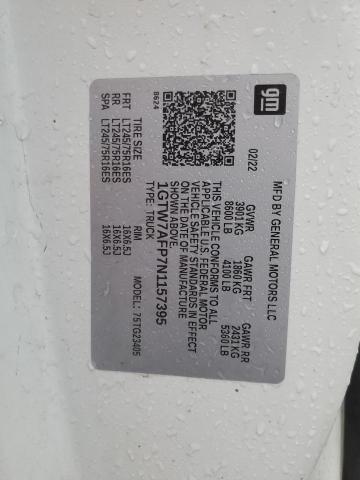 gm
MFD BY GENERAL MOTORS LLC
02/22 GVWR GAWR FRT GAWR RR
3901 KG 1860 KG 2431 KG
8600 LB 4100 LB 5360 LB
THIS VEHICLE CONFORMS TO ALL
APPLICABLE U.S. FEDERAL MOTOR
VEHICLE SAFETY STANDARDS IN EFFECT
ON THE DATE OF MANUFACTURE
1GTW7AFP7N1157395
TYPE: TRUCK MODEL: 75TG23405
8624
TIRE SIZE RIM
FRT LT245/75R16ES 16X6.5J
RR LT245/75R16ES 16X6.5J
SPA LT245/75R16ES 16X6.5J